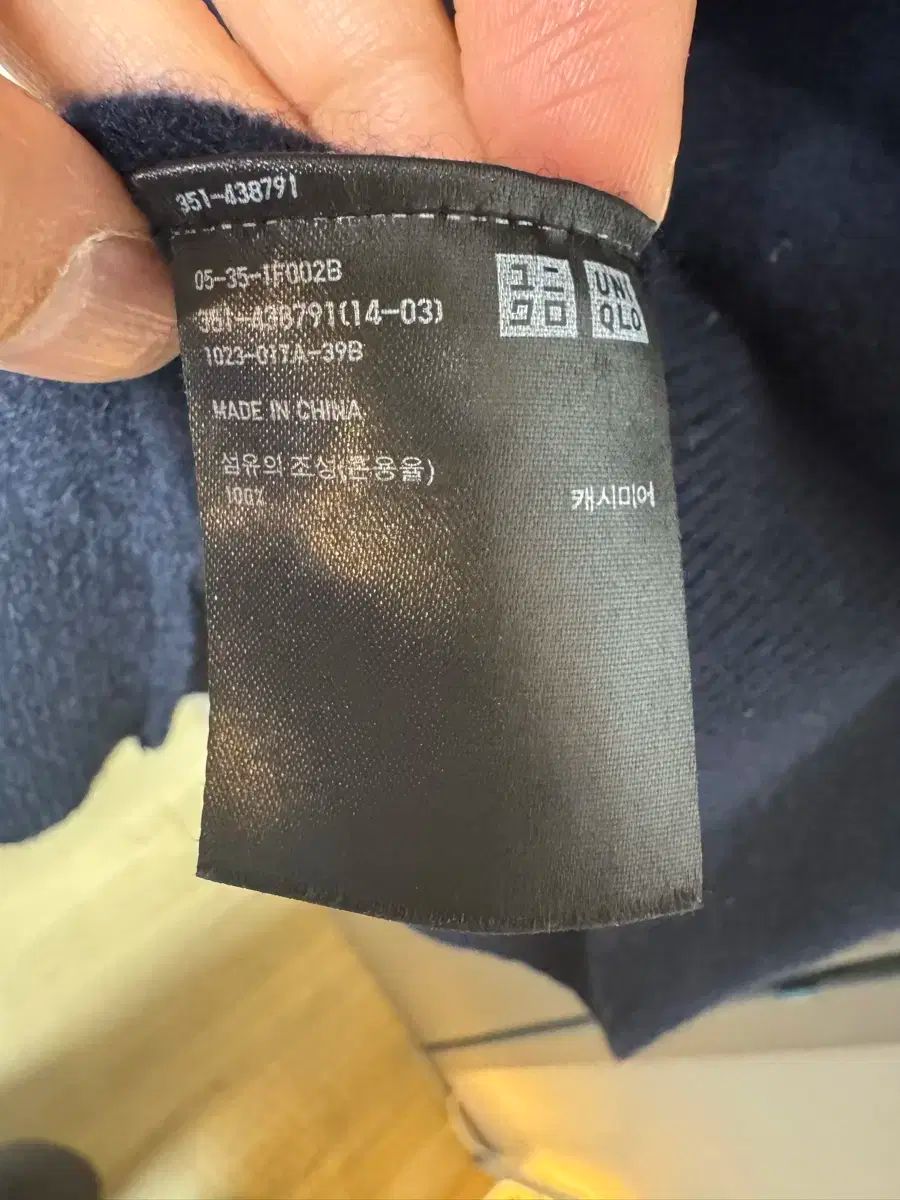 351-438791
05-35-1F002B
351-438791(14-03)
1023-017A-39B
ユニクロ
UNI
QLO
MADE IN CHINA
섬유의 조성(혼용율)
100% 캐시미어